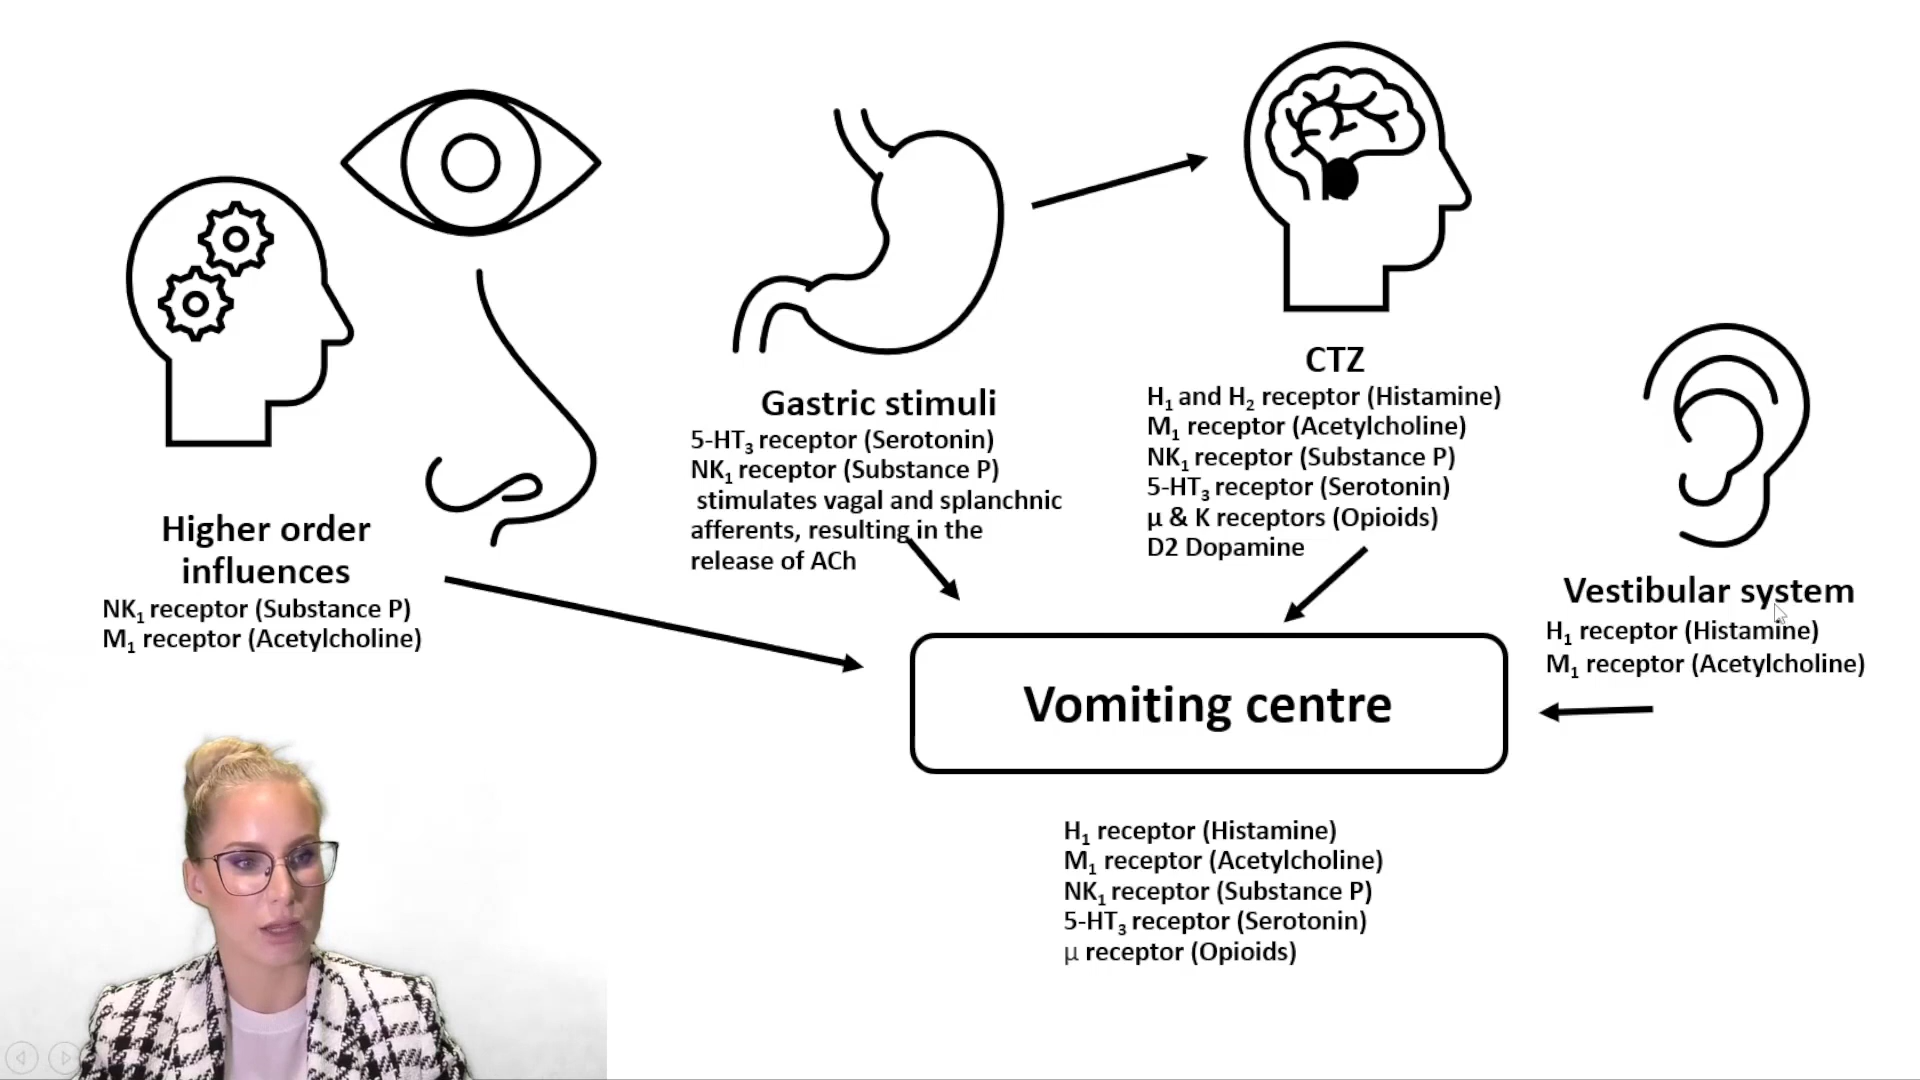 Higher order
influences
NK₁ receptor (Substance P)
M₁ receptor (Acetylcholine)
Gastric stimuli
5-HT₃ receptor (Serotonin)
NK₁ receptor (Substance P)
stimulates vagal and splanchnic
afferents, resulting in the
release of ACh
CTZ
H₁ and H₂ receptor (Histamine)
M₁ receptor (Acetylcholine)
NK₁ receptor (Substance P)
5-HT₃ receptor (Serotonin)
µ & K receptors (Opioids)
D2 Dopamine
Vestibular system
H₁ receptor (Histamine)
M₁ receptor (Acetylcholine)
Vomiting centre
H₁ receptor (Histamine)
M₁ receptor (Acetylcholine)
NK₁ receptor (Substance P)
5-HT₃ receptor (Serotonin)
µ receptor (Opioids)